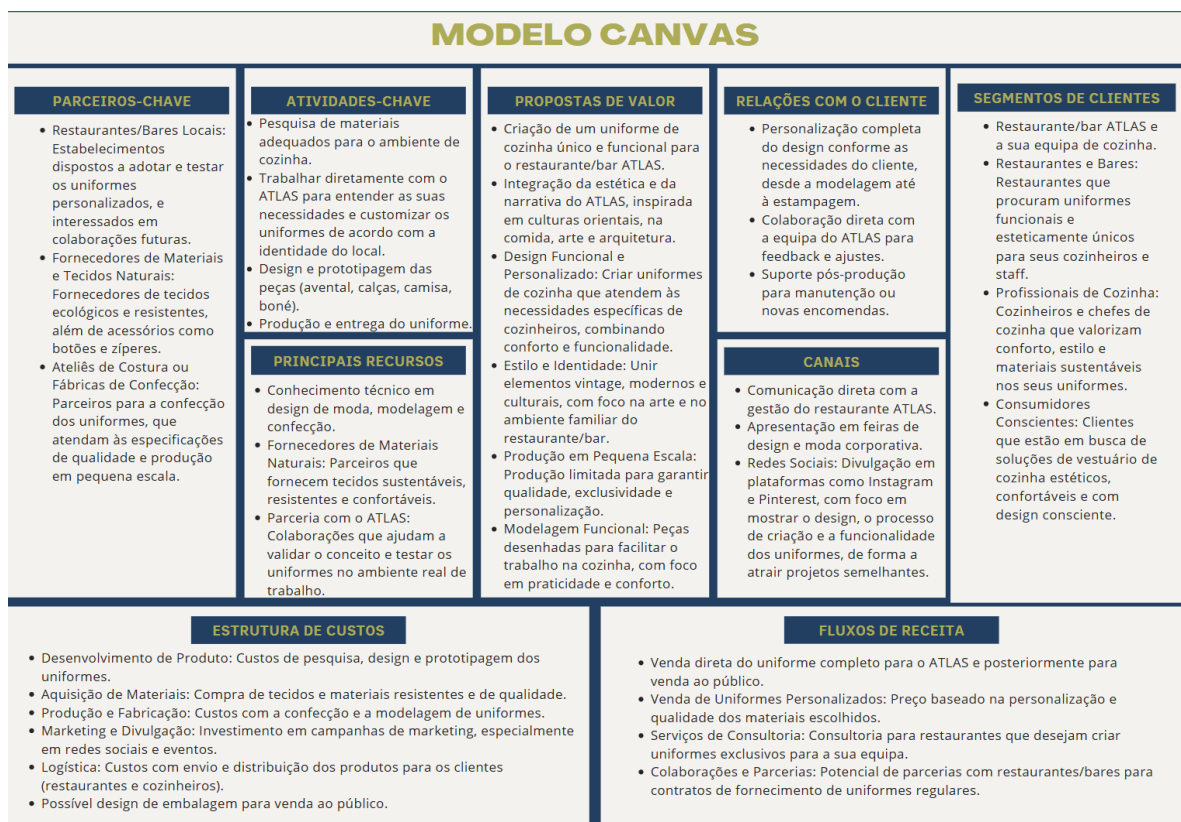 MODELO CANVAS
PARCEIROS-CHAVE
• Restaurantes/Bares Locais:
Estabelecimentos
dispostos a adotar e testar
os uniformes
personalizados, e
interessados em
colaborações futuras.
• Fornecedores de Materiais
e Tecidos Naturais:
Fornecedores de tecidos
ecológicos e resistentes,
além de acessórios como
botões e zíperes.
• Ateliês de Costura ou
Fábricas de Confecção:
Parceiros para a confecção
dos uniformes, que
atendam às especificações
de qualidade e produção
em pequena escala.
ATIVIDADES-CHAVE
• Pesquisa de materiais
adequados para o ambiente de
cozinha.
• Trabalhar diretamente com o
ATLAS para entender as suas
necessidades e customizar os
uniformes de acordo com a
identidade do local.
• Design e prototipagem das
peças (avental, calças, camisa,
boné).
• Produção e entrega do uniforme.
PRINCIPAIS RECURSOS
• Conhecimento técnico em
design de moda, modelagem e
confecção.
• Fornecedores de Materiais
Naturais: Parceiros que
fornecem tecidos sustentáveis,
resistentes e confortáveis.
• Parceria com o ATLAS:
Colaborações que ajudam a
validar o conceito e testar os
uniformes no ambiente real de
trabalho.
PROPOSTAS DE VALOR
• Criação de um uniforme de
cozinha único e funcional para
o restaurante/bar ATLAS.
• Integração da estética e da
narrativa do ATLAS, inspirada
em culturas orientais, na
comida, arte e arquitetura.
• Design Funcional e
Personalizado: Criar uniformes
de cozinha que atendem às
necessidades específicas de
cozinheiros, combinando
conforto e funcionalidade.
• Estilo e Identidade: Unir
elementos vintage, modernos e
culturais, com foco na arte e no
ambiente familiar do
restaurante/bar.
• Produção em Pequena Escala:
Produção limitada para garantir
qualidade, exclusividade e
personalização.
• Modelagem Funcional: Peças
desenhadas para facilitar o
trabalho na cozinha, com foco
em praticidade e conforto.
RELAÇÕES COM O CLIENTE
• Personalização completa
do design conforme as
necessidades do cliente,
desde a modelagem até
à estampagem.
• Colaboração direta com
a equipa do ATLAS para
feedback e ajustes.
• Suporte pós-produção
para manutenção ou
novas encomendas.
CANAIS
• Comunicação direta com a
gestão do restaurante ATLAS.
• Apresentação em feiras de
design e moda corporativa.
• Redes Sociais: Divulgação em
plataformas como Instagram
e Pinterest, com foco em
mostrar o design, o processo
de criação e a funcionalidade
dos uniformes, de forma a
atrair projetos semelhantes.
SEGMENTOS DE CLIENTES
• Restaurante/bar ATLAS e
a sua equipa de cozinha.
• Restaurantes e Bares:
Restaurantes que
procuram uniformes
funcionais e
esteticamente únicos
para seus cozinheiros e
staff.
• Profissionais de Cozinha:
Cozinheiros e chefes de
cozinha que valorizam
conforto, estilo e
materiais sustentáveis
nos seus uniformes.
• Consumidores
Conscientes: Clientes
que estão em busca de
soluções de vestuário de
cozinha estéticos,
confortáveis e com
design consciente.
ESTRUTURA DE CUSTOS
• Desenvolvimento de Produto: Custos de pesquisa, design e prototipagem dos
uniformes.
• Aquisição de Materiais: Compra de tecidos e materiais resistentes e de qualidade.
• Produção e Fabricação: Custos com a confecção e a modelagem de uniformes.
• Marketing e Divulgação: Investimento em campanhas de marketing, especialmente
em redes sociais e eventos.
• Logística: Custos com envio e distribuição dos produtos para os clientes
(restaurantes e cozinheiros).
• Possível design de embalagem para venda ao público.
FLUXOS DE RECEITA
• Venda direta do uniforme completo para o ATLAS e posteriormente para
venda ao público.
• Venda de Uniformes Personalizados: Preço baseado na personalização e
qualidade dos materiais escolhidos.
• Serviços de Consultoria: Consultoria para restaurantes que desejam criar
uniformes exclusivos para a sua equipa.
• Colaborações e Parcerias: Potencial de parcerias com restaurantes/bares para
contratos de fornecimento de uniformes regulares.